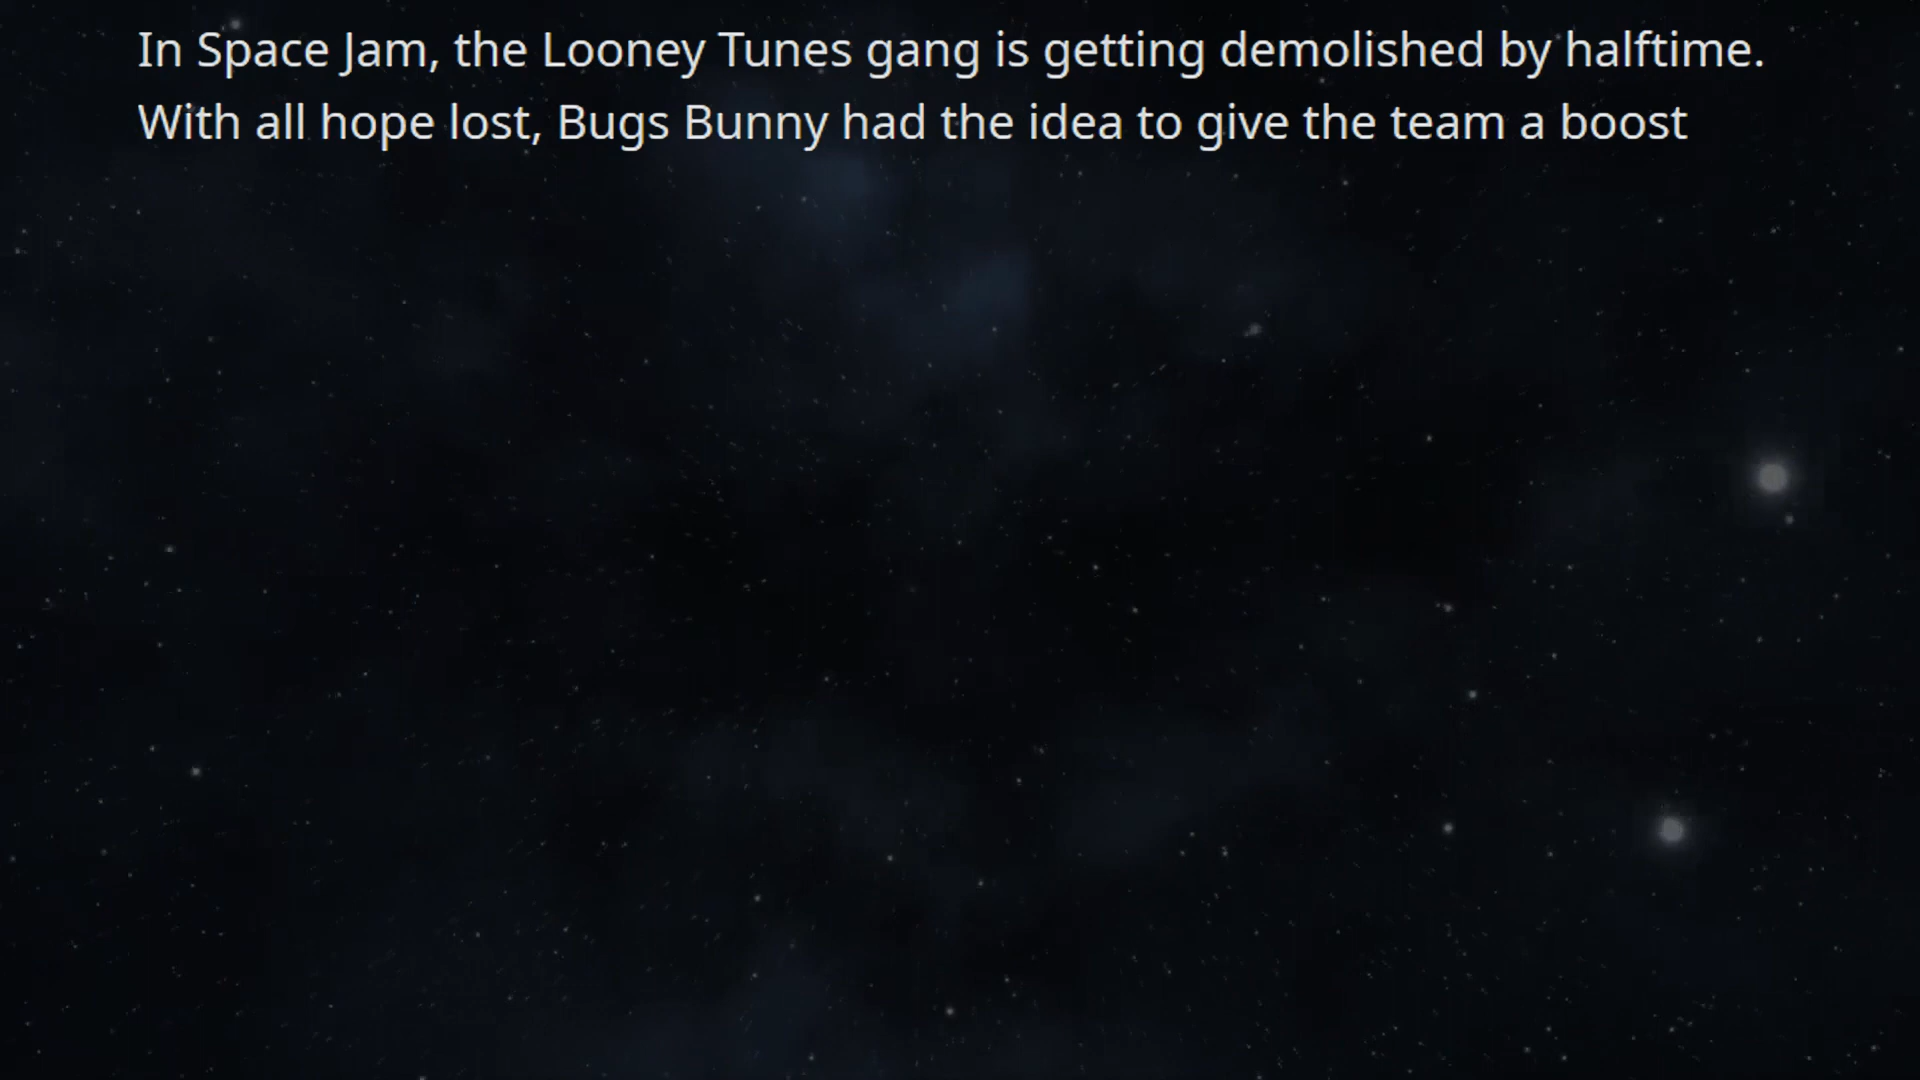 In Space Jam, the Looney Tunes gang is getting demolished by halftime.
With all hope lost, Bugs Bunny had the idea to give the team a boost